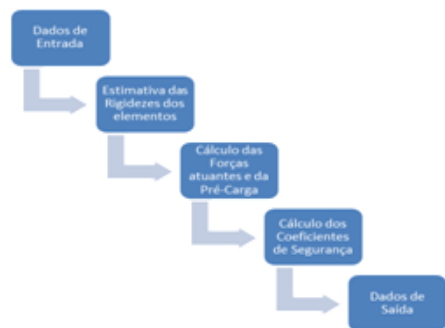 Dados de
Entrada
Estimativa das
Rigidezes dos
elementos
Cálculo das
Forças
atuantes e da
Pré-Carga
Cálculo dos
Coeficientes
de Segurança
Dados de
Saída